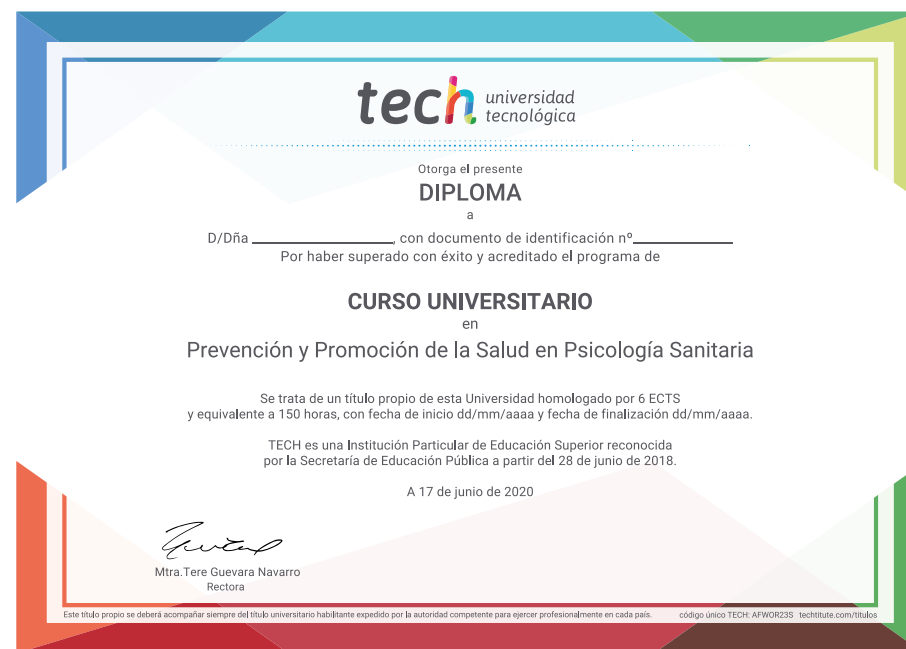 tech universidad
tecnológica
Otorga el presente
DIPLOMA
a
D/Dña ____________________, con documento de identificación nº______________
Por haber superado con éxito y acreditado el programa de
CURSO UNIVERSITARIO
en
Prevención y Promoción de la Salud en Psicología Sanitaria
Se trata de un título propio de esta Universidad homologado por 6 ECTS
y equivalente a 150 horas, con fecha de inicio dd/mm/aaaa y fecha de finalización dd/mm/aaaa.
TECH es una Institución Particular de Educación Superior reconocida
por la Secretaría de Educación Pública a partir del 28 de junio de 2018.
A 17 de junio de 2020
Mtra.Tere Guevara Navarro
Rectora
Este título propio se deberá acompañar siempre del título universitario habilitante expedido por la autoridad competente para ejercer profesionalmente en cada país. código único TECH: AFWOR23S techtitute.com/titulos